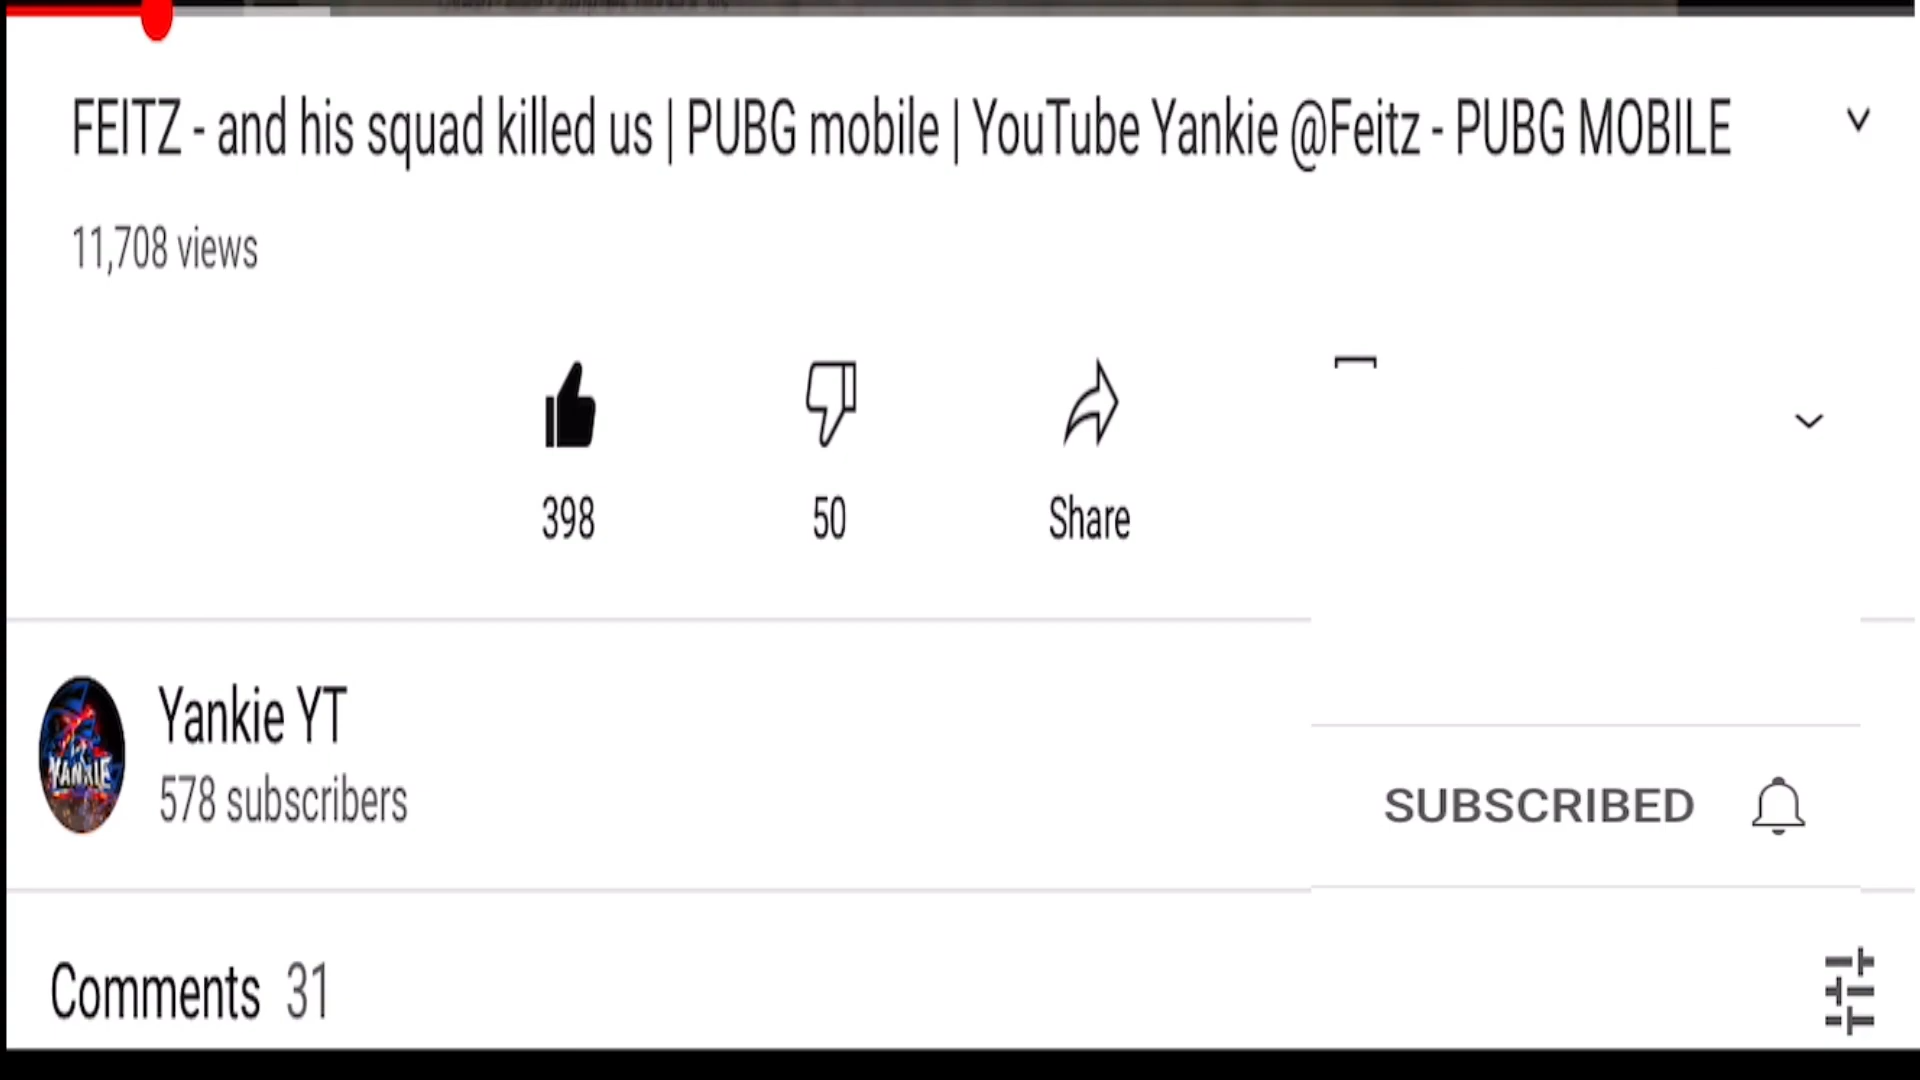 FEITZ - and his squad killed us | PUBG mobile | YouTube Yankie @Feitz - PUBG MOBILE
11,708 views
398 50 Share
Yankie YT
578 subscribers
SUBSCRIBED
YANKIE
Comments 31